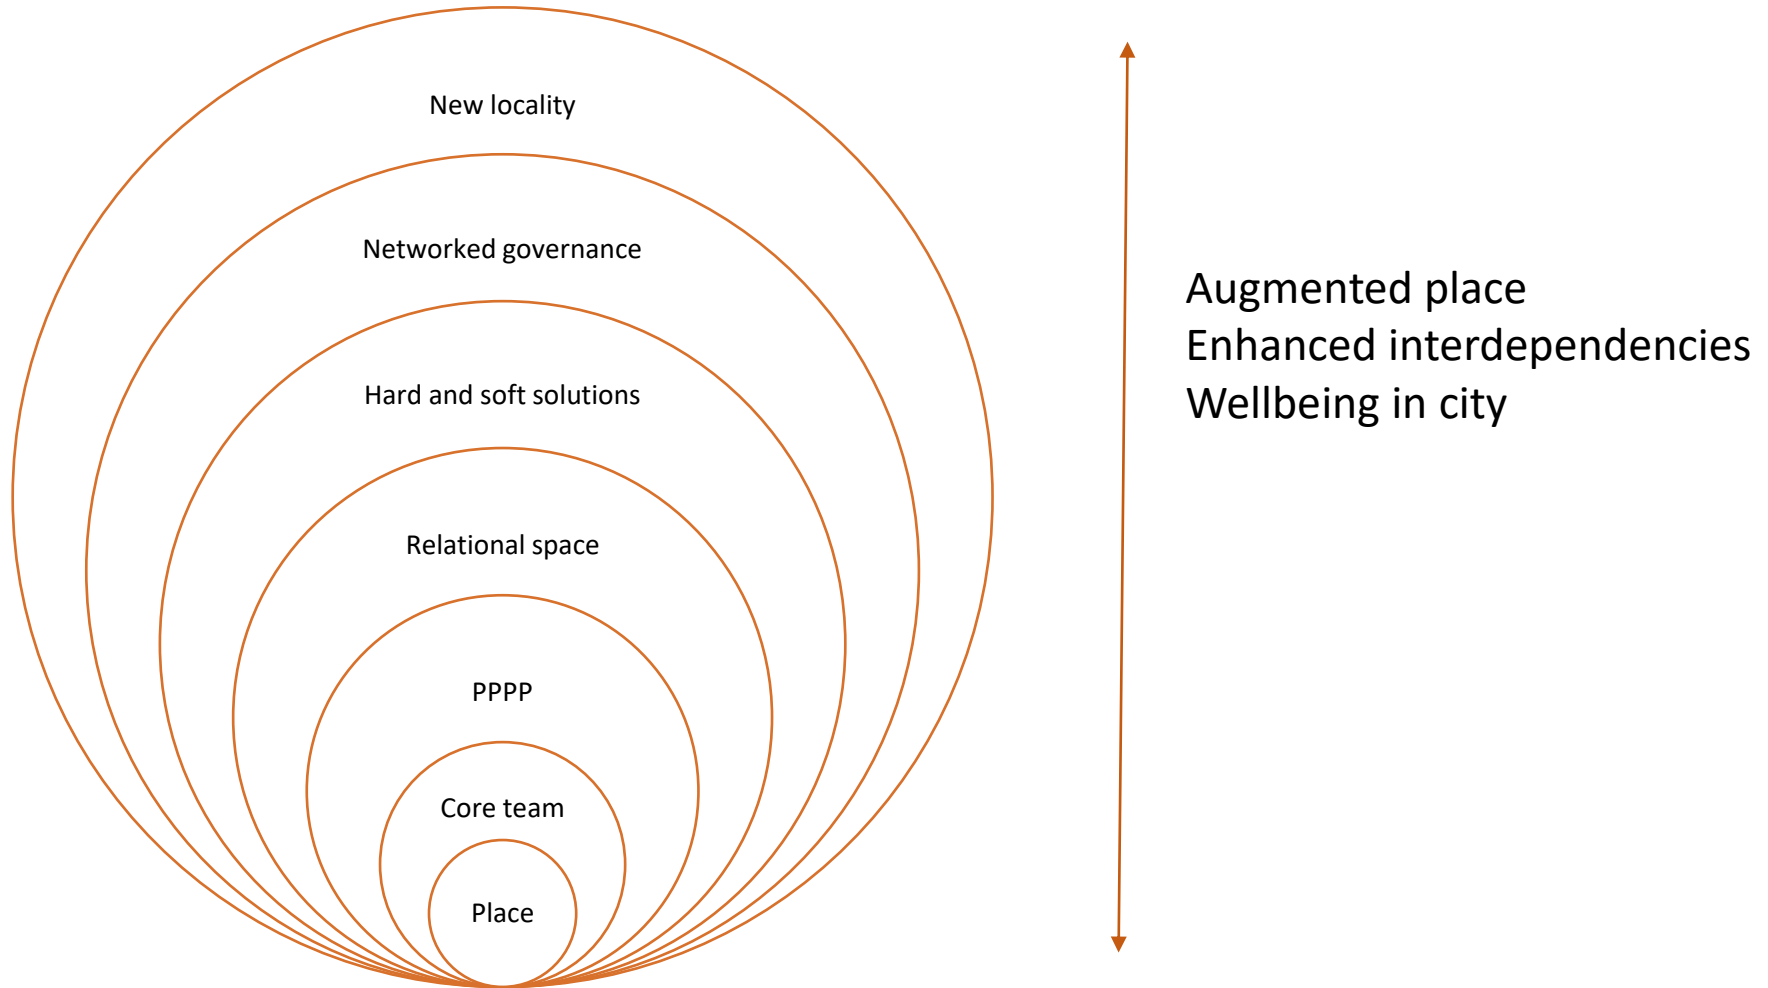 New locality
Networked governance
Hard and soft solutions
Relational space
PPPP
Core team
Place
Augmented place
Enhanced interdependencies
Wellbeing in city